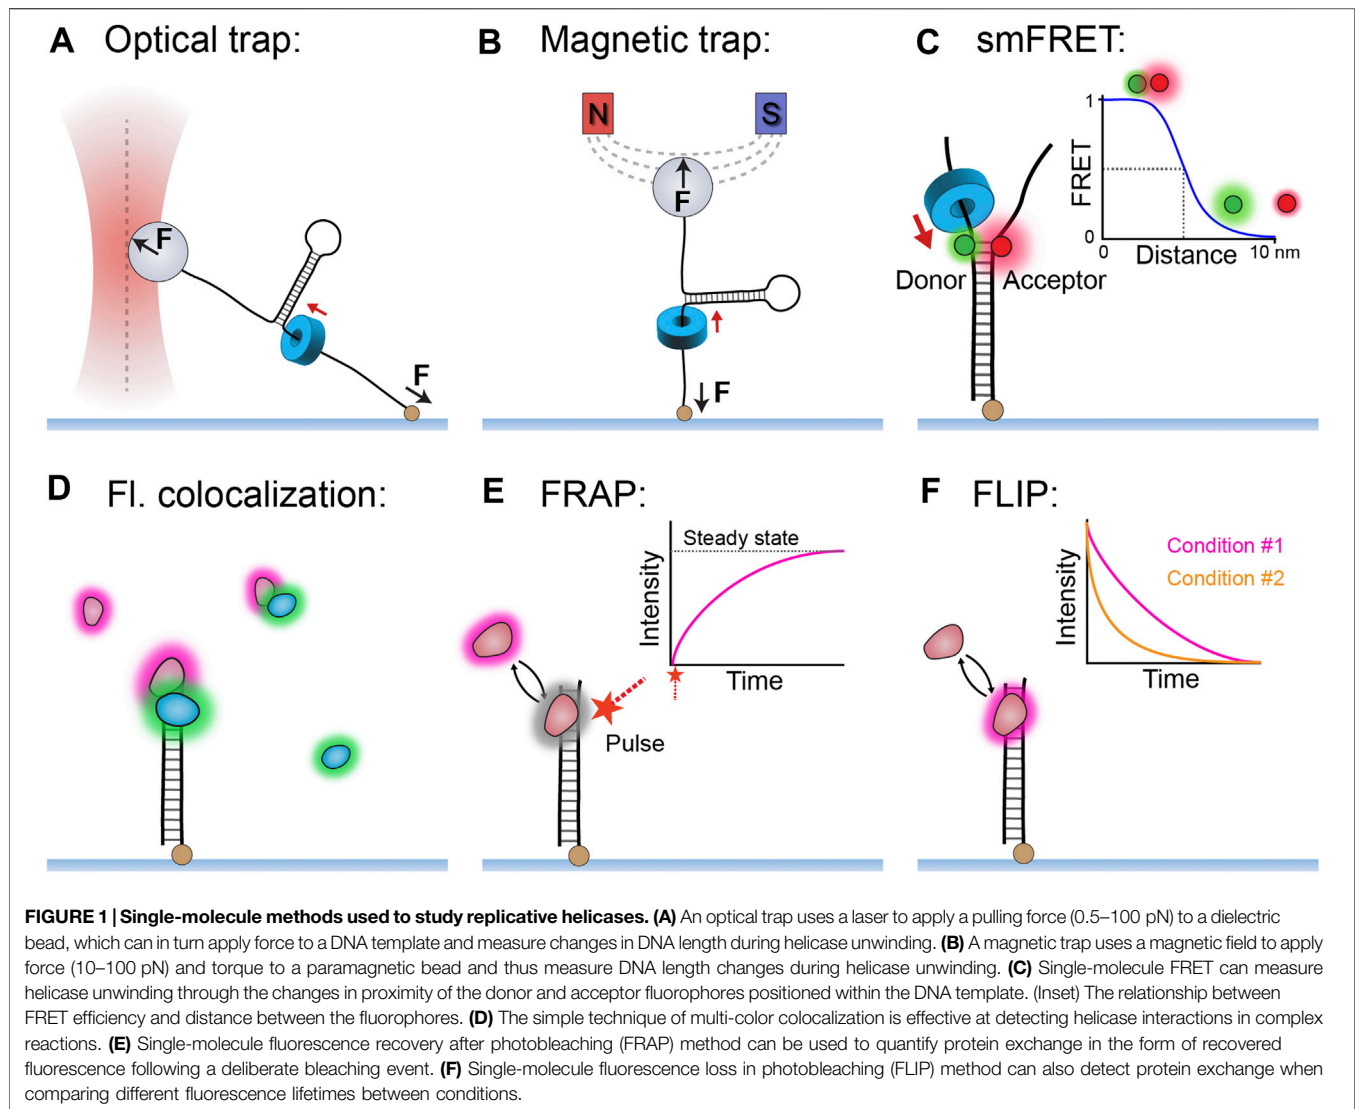 A Optical trap:
F
F
B Magnetic trap:
N S
F
F
C smFRET:
1
FRET
0
0 Distance 10 nm
Donor Acceptor
D Fl. colocalization:
E FRAP:
Steady state
Intensity
Time
Pulse
F FLIP:
Condition #1
Condition #2
Intensity
Time
FIGURE 1 | Single-molecule methods used to study replicative helicases. (A) An optical trap uses a laser to apply a pulling force (0.5–100 pN) to a dielectric
bead, which can in turn apply force to a DNA template and measure changes in DNA length during helicase unwinding. (B) A magnetic trap uses a magnetic field to apply
force (10–100 pN) and torque to a paramagnetic bead and thus measure DNA length changes during helicase unwinding. (C) Single-molecule FRET can measure
helicase unwinding through the changes in proximity of the donor and acceptor fluorophores positioned within the DNA template. (Inset) The relationship between
FRET efficiency and distance between the fluorophores. (D) The simple technique of multi-color colocalization is effective at detecting helicase interactions in complex
reactions. (E) Single-molecule fluorescence recovery after photobleaching (FRAP) method can be used to quantify protein exchange in the form of recovered
fluorescence following a deliberate bleaching event. (F) Single-molecule fluorescence loss in photobleaching (FLIP) method can also detect protein exchange when
comparing different fluorescence lifetimes between conditions.